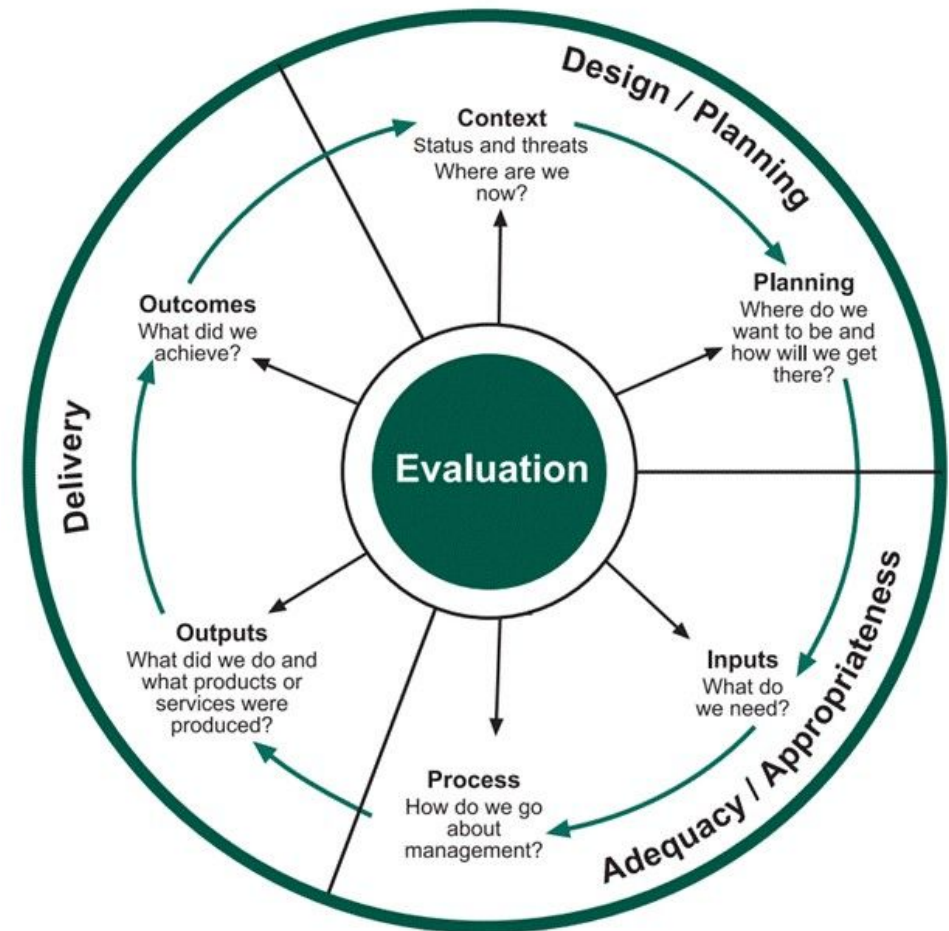 Design / Planning
Context
Status and threats
Where are we
now?
Planning
Where do we
want to be and
how will we get
there?
Outcomes
What did we
achieve?
Evaluation
Delivery
Inputs
What do
we need?
Adequacy / Appropriateness
Outputs
What did we do and
what products or
services were
produced?
Process
How do we go
about
management?